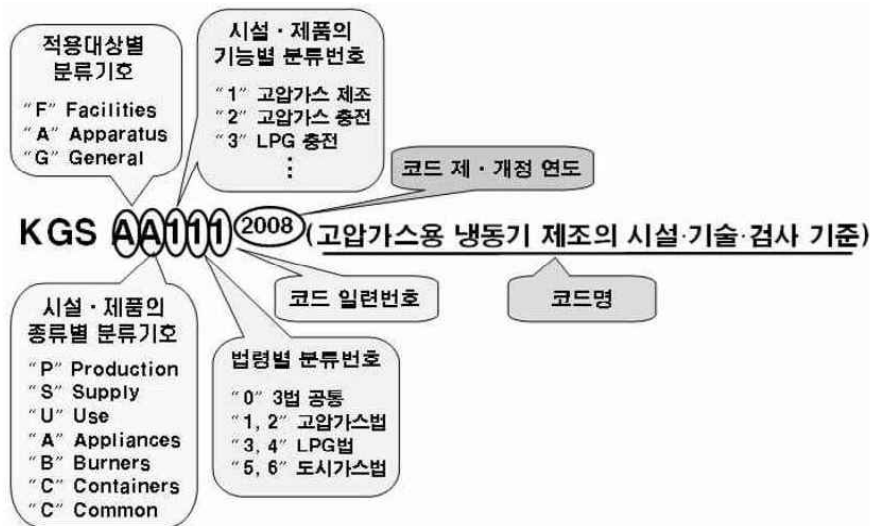 적용대상별
분류기호
"F" Facilities
"A" Apparatus
"G" General
시설·제품의
기능별 분류번호
"1" 고압가스 제조
"2" 고압가스 충전
"3" LPG 충전
⋮
코드 제·개정 연도
KGS AA111 2008 (고압가스용 냉동기 제조의 시설·기술·검사 기준)
코드 일련번호
코드명
시설·제품의
종류별 분류기호
"P" Production
"S" Supply
"U" Use
"A" Appliances
"B" Burners
"C" Containers
"C" Common
법령별 분류번호
"0" 3법 공통
"1, 2" 고압가스법
"3, 4" LPG법
"5, 6" 도시가스법